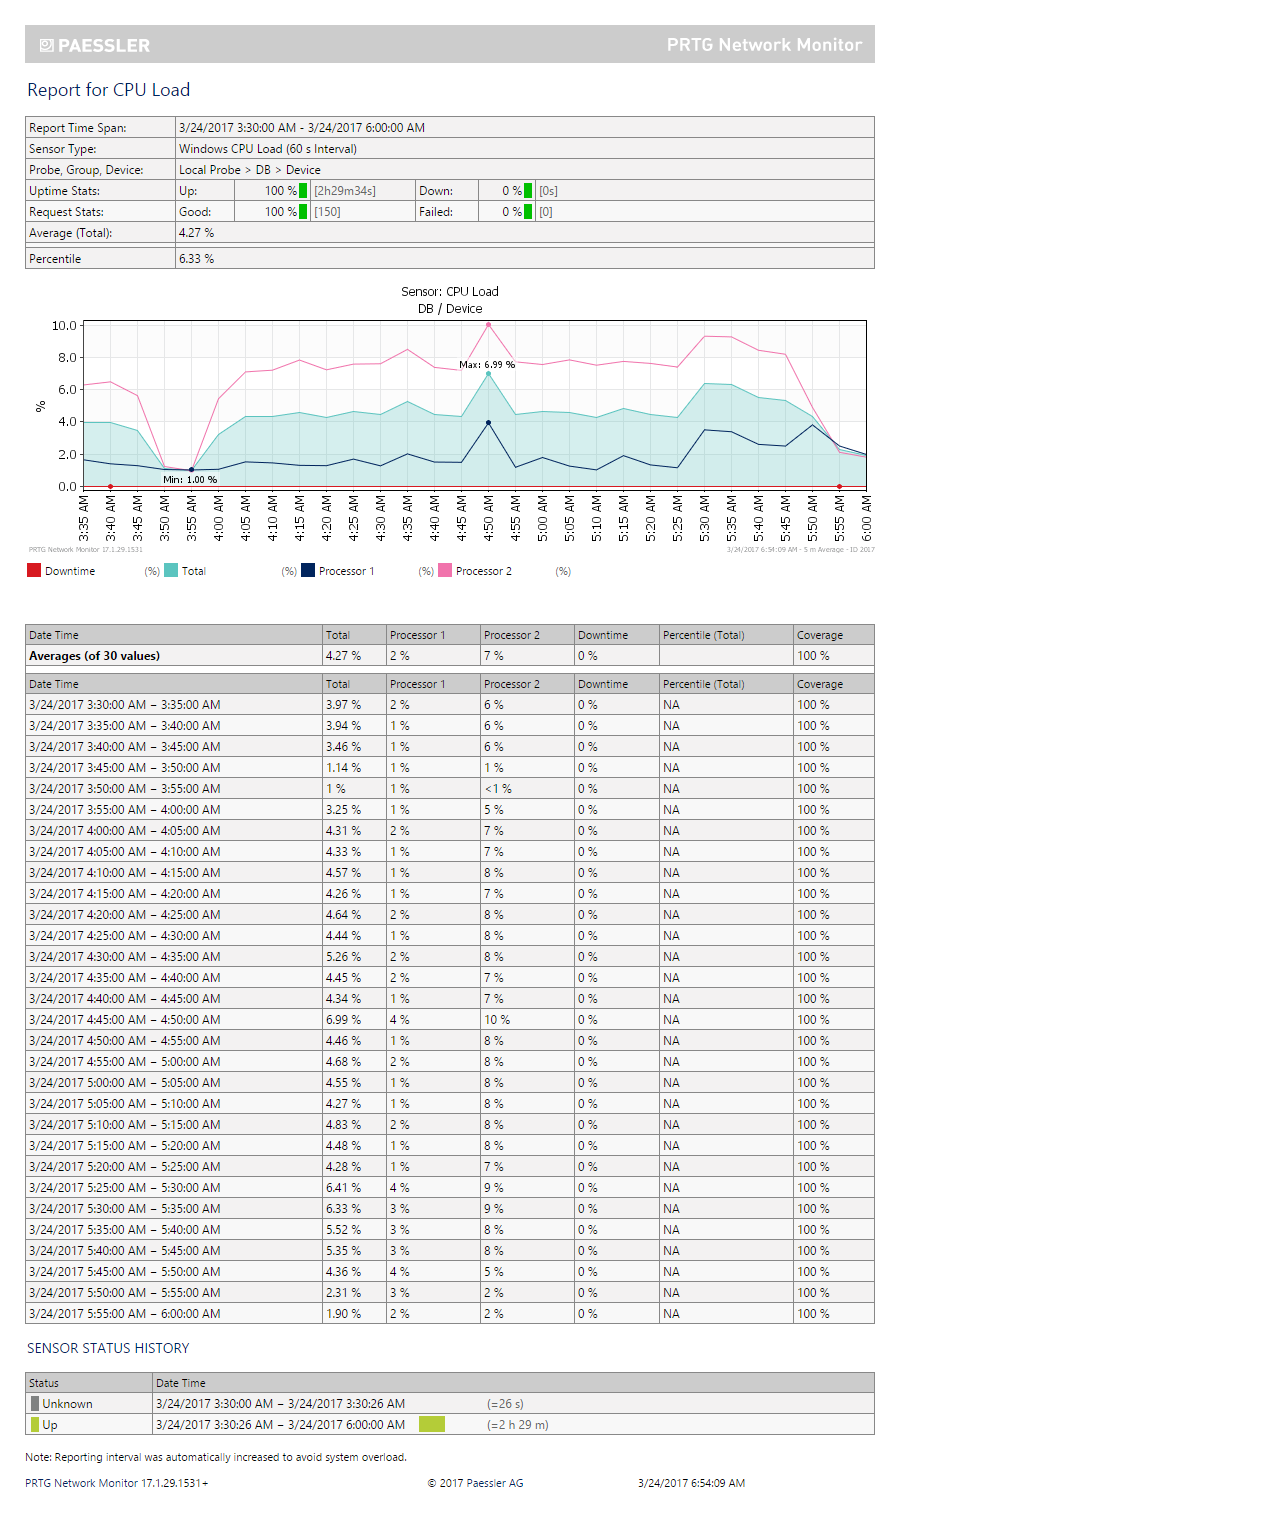 PAESSLER PRTG Network Monitor
Report for CPU Load
Report Time Span: 3/24/2017 3:30:00 AM - 3/24/2017 6:00:00 AM
Sensor Type: Windows CPU Load (60 s Interval)
Probe, Group, Device: Local Probe > DB > Device
Uptime Stats: Up: 100 % [2h29m34s] Down: 0 % [0s]
Request Stats: Good: 100 % [150] Failed: 0 % [0]
Average (Total): 4.27 %
Percentile 6.33 %
Sensor: CPU Load
DB / Device
10.0
8.0
6.0
4.0
2.0
0.0
%
Max: 6.99 %
Min: 1.00 %
3:35 AM 3:40 AM 3:45 AM 3:50 AM 3:55 AM 4:00 AM 4:05 AM 4:10 AM 4:15 AM 4:20 AM 4:25 AM 4:30 AM 4:35 AM 4:40 AM 4:45 AM 4:50 AM 4:55 AM 5:00 AM 5:05 AM 5:10 AM 5:15 AM 5:20 AM 5:25 AM 5:30 AM 5:35 AM 5:40 AM 5:45 AM 5:50 AM 5:55 AM 6:00 AM
PRTG Network Monitor 17.1.29.1531 3/24/2017 6:54:09 AM - 5 m Average - ID 2017
Downtime (%) Total (%) Processor 1 (%) Processor 2 (%)
Date Time Total Processor 1 Processor 2 Downtime Percentile (Total) Coverage
Averages (of 30 values) 4.27 % 2 % 7 % 0 % 100 %
Date Time Total Processor 1 Processor 2 Downtime Percentile (Total) Coverage
3/24/2017 3:30:00 AM – 3:35:00 AM 3.97 % 2 % 6 % 0 % NA 100 %
3/24/2017 3:35:00 AM – 3:40:00 AM 3.94 % 1 % 6 % 0 % NA 100 %
3/24/2017 3:40:00 AM – 3:45:00 AM 3.46 % 1 % 6 % 0 % NA 100 %
3/24/2017 3:45:00 AM – 3:50:00 AM 1.14 % 1 % 1 % 0 % NA 100 %
3/24/2017 3:50:00 AM – 3:55:00 AM 1 % 1 % <1 % 0 % NA 100 %
3/24/2017 3:55:00 AM – 4:00:00 AM 3.25 % 1 % 5 % 0 % NA 100 %
3/24/2017 4:00:00 AM – 4:05:00 AM 4.31 % 2 % 7 % 0 % NA 100 %
3/24/2017 4:05:00 AM – 4:10:00 AM 4.33 % 1 % 7 % 0 % NA 100 %
3/24/2017 4:10:00 AM – 4:15:00 AM 4.57 % 1 % 8 % 0 % NA 100 %
3/24/2017 4:15:00 AM – 4:20:00 AM 4.26 % 1 % 7 % 0 % NA 100 %
3/24/2017 4:20:00 AM – 4:25:00 AM 4.64 % 2 % 8 % 0 % NA 100 %
3/24/2017 4:25:00 AM – 4:30:00 AM 4.44 % 1 % 8 % 0 % NA 100 %
3/24/2017 4:30:00 AM – 4:35:00 AM 5.26 % 2 % 8 % 0 % NA 100 %
3/24/2017 4:35:00 AM – 4:40:00 AM 4.45 % 2 % 7 % 0 % NA 100 %
3/24/2017 4:40:00 AM – 4:45:00 AM 4.34 % 1 % 7 % 0 % NA 100 %
3/24/2017 4:45:00 AM – 4:50:00 AM 6.99 % 4 % 10 % 0 % NA 100 %
3/24/2017 4:50:00 AM – 4:55:00 AM 4.46 % 1 % 8 % 0 % NA 100 %
3/24/2017 4:55:00 AM – 5:00:00 AM 4.68 % 2 % 8 % 0 % NA 100 %
3/24/2017 5:00:00 AM – 5:05:00 AM 4.55 % 1 % 8 % 0 % NA 100 %
3/24/2017 5:05:00 AM – 5:10:00 AM 4.27 % 1 % 8 % 0 % NA 100 %
3/24/2017 5:10:00 AM – 5:15:00 AM 4.83 % 2 % 8 % 0 % NA 100 %
3/24/2017 5:15:00 AM – 5:20:00 AM 4.48 % 1 % 8 % 0 % NA 100 %
3/24/2017 5:20:00 AM – 5:25:00 AM 4.28 % 1 % 7 % 0 % NA 100 %
3/24/2017 5:25:00 AM – 5:30:00 AM 6.41 % 4 % 9 % 0 % NA 100 %
3/24/2017 5:30:00 AM – 5:35:00 AM 6.33 % 3 % 9 % 0 % NA 100 %
3/24/2017 5:35:00 AM – 5:40:00 AM 5.52 % 3 % 8 % 0 % NA 100 %
3/24/2017 5:40:00 AM – 5:45:00 AM 5.35 % 3 % 8 % 0 % NA 100 %
3/24/2017 5:45:00 AM – 5:50:00 AM 4.36 % 4 % 5 % 0 % NA 100 %
3/24/2017 5:50:00 AM – 5:55:00 AM 2.31 % 3 % 2 % 0 % NA 100 %
3/24/2017 5:55:00 AM – 6:00:00 AM 1.90 % 2 % 2 % 0 % NA 100 %
SENSOR STATUS HISTORY
Status Date Time
Unknown 3/24/2017 3:30:00 AM – 3/24/2017 3:30:26 AM (=26 s)
Up 3/24/2017 3:30:26 AM – 3/24/2017 6:00:00 AM (=2 h 29 m)
Note: Reporting interval was automatically increased to avoid system overload.
PRTG Network Monitor 17.1.29.1531+ © 2017 Paessler AG 3/24/2017 6:54:09 AM